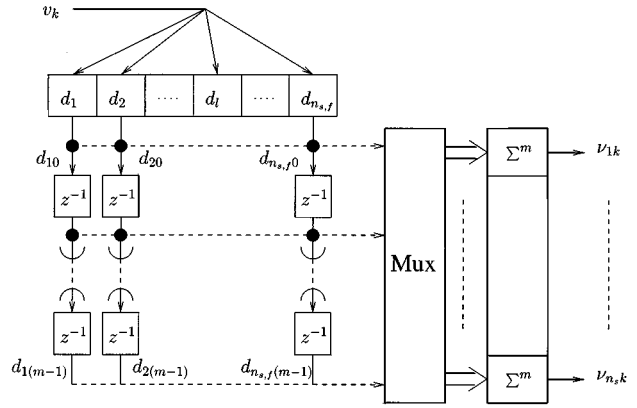 v_k
d_1 d_2 ···· d_l ···· d_{n_{s,f}}
d_{10} d_{20} d_{n_{s,f}0} Σ^m ν_{1k}
z^{-1} z^{-1} z^{-1}
Mux
z^{-1} z^{-1} z^{-1}
d_{1(m-1)} d_{2(m-1)} d_{n_{s,f}(m-1)} Σ^m ν_{n_s k}